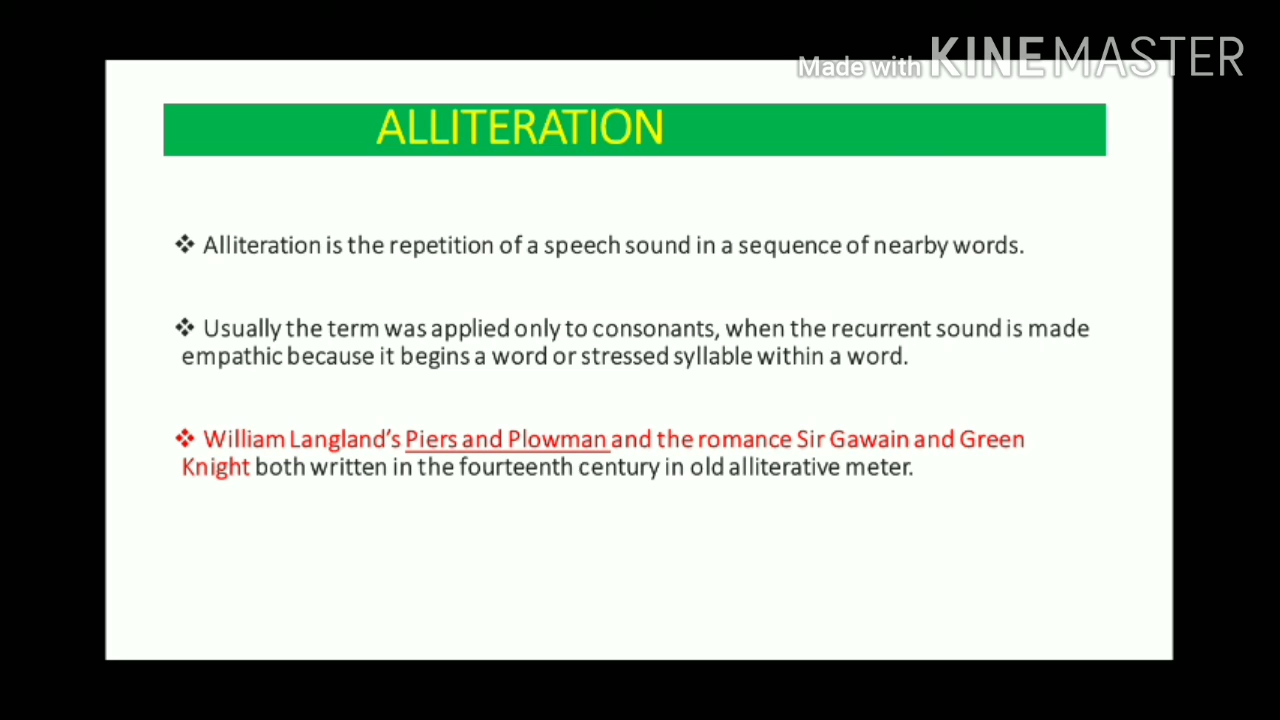 Made with KINEMASTER
ALLITERATION
❖ Alliteration is the repetition of a speech sound in a sequence of nearby words.
❖ Usually the term was applied only to consonants, when the recurrent sound is made
empathic because it begins a word or stressed syllable within a word.
❖ William Langland's Piers and Plowman and the romance Sir Gawain and Green
Knight both written in the fourteenth century in old alliterative meter.